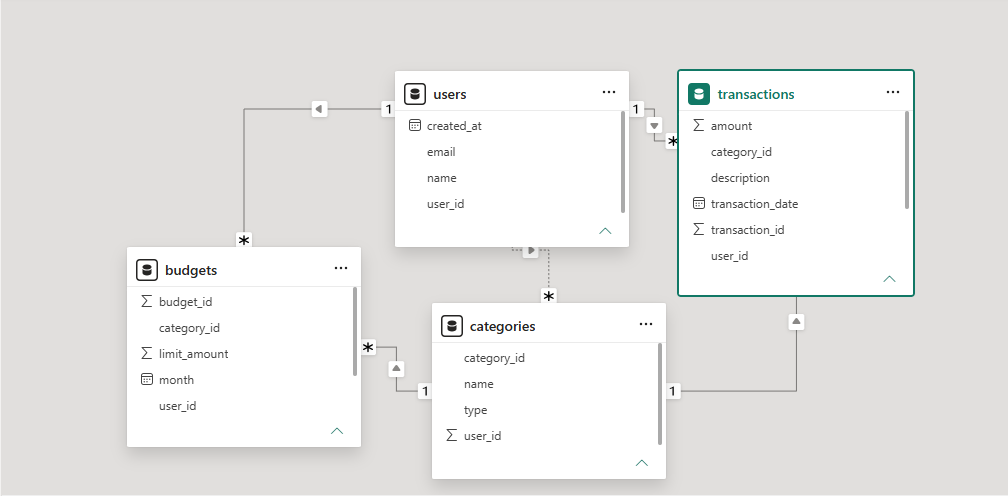 users
created_at
email
name
user_id
transactions
amount
category_id
description
transaction_date
transaction_id
user_id
budgets
budget_id
category_id
limit_amount
month
user_id
categories
category_id
name
type
user_id
1
1
*
*
*
*
1
1